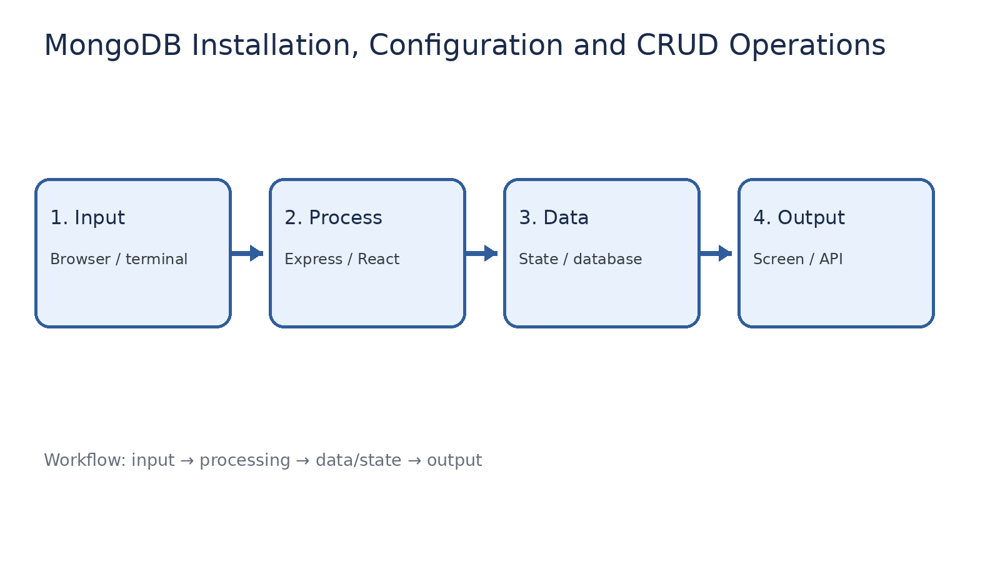 MongoDB Installation, Configuration and CRUD Operations
1. Input
Browser / terminal
2. Process
Express / React
3. Data
State / database
4. Output
Screen / API
Workflow: input → processing → data/state → output